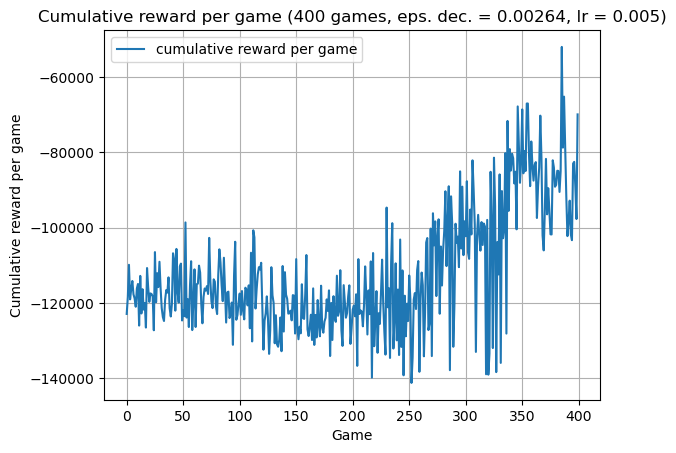 Cumulative reward per game (400 games, eps. dec. = 0.00264, lr = 0.005)
cumulative reward per game
Cumulative reward per game
−60000
−80000
−100000
−120000
−140000
0 50 100 150 200 250 300 350 400
Game